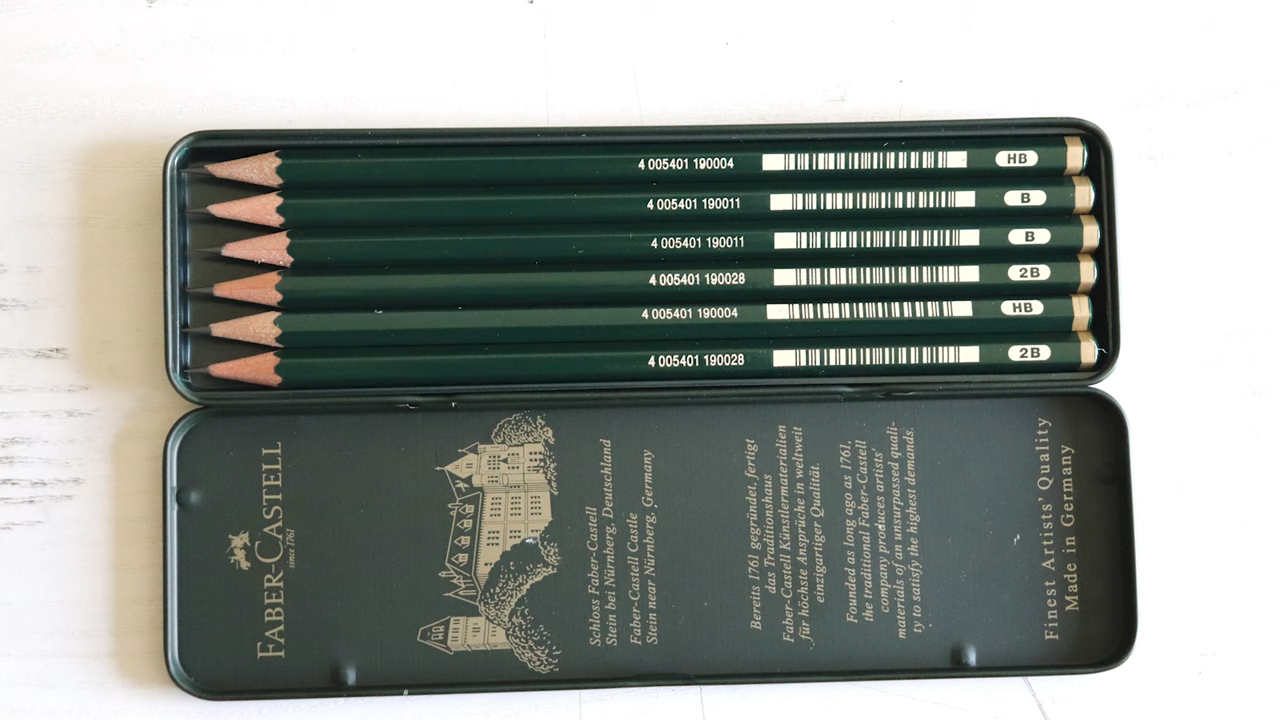 4 005401 190004 HB
4 005401 190011 B
4 005401 190011 B
4 005401 190028 2B
4 005401 190004 HB
4 005401 190028 2B
FABER-CASTELL
since 1761
Schloss Faber-Castell
Stein bei Nürnberg, Deutschland
Faber-Castell Castle
Stein near Nürnberg, Germany
Bereits 1761 gegründet, fertigt
das Traditionshaus
Faber-Castell Künstlermaterialien
für höchste Ansprüche in weltweit
einzigartiger Qualität.
Founded as long ago as 1761,
the traditional Faber-Castell
company produces artists'
materials of an unsurpassed quali-
ty to satisfy the highest demands.
Finest Artists' Quality
Made in Germany